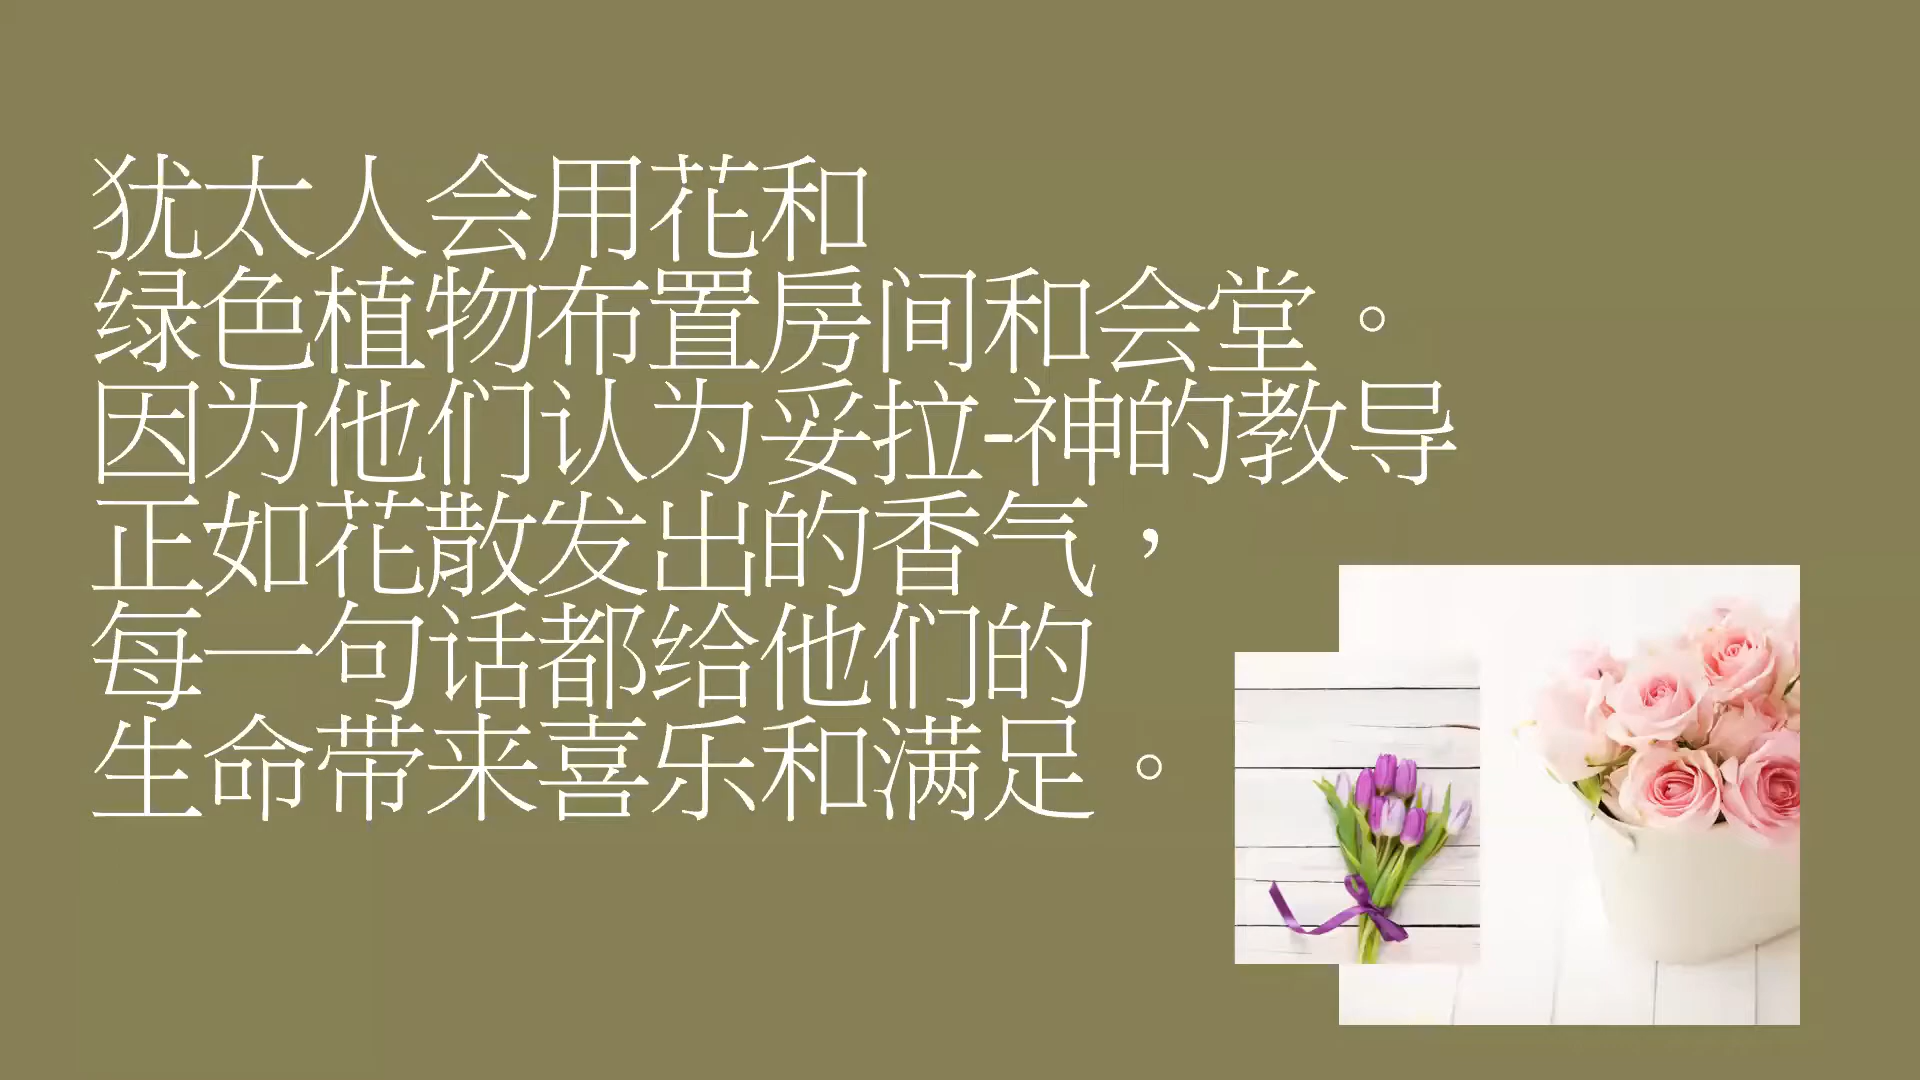 犹太人会用花和
绿色植物布置房间和会堂。
因为他们认为妥拉-神的教导
正如花散发出的香气，
每一句话都给他们的
生命带来喜乐和满足。